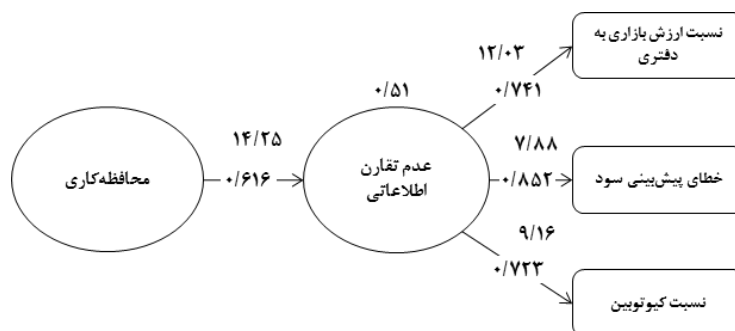 نسبت ارزش بازاری به
دفتری
۱۲/۰۳
۰/۷۴۱
۰/۵۱
۱۴/۲۵
۰/۶۱۶
محافظه‌کاری
عدم تقارن
اطلاعاتی
۷/۸۸
۰/۸۵۲
خطای پیش‌بینی سود
۹/۱۶
۰/۷۲۳
نسبت کیوتوبین